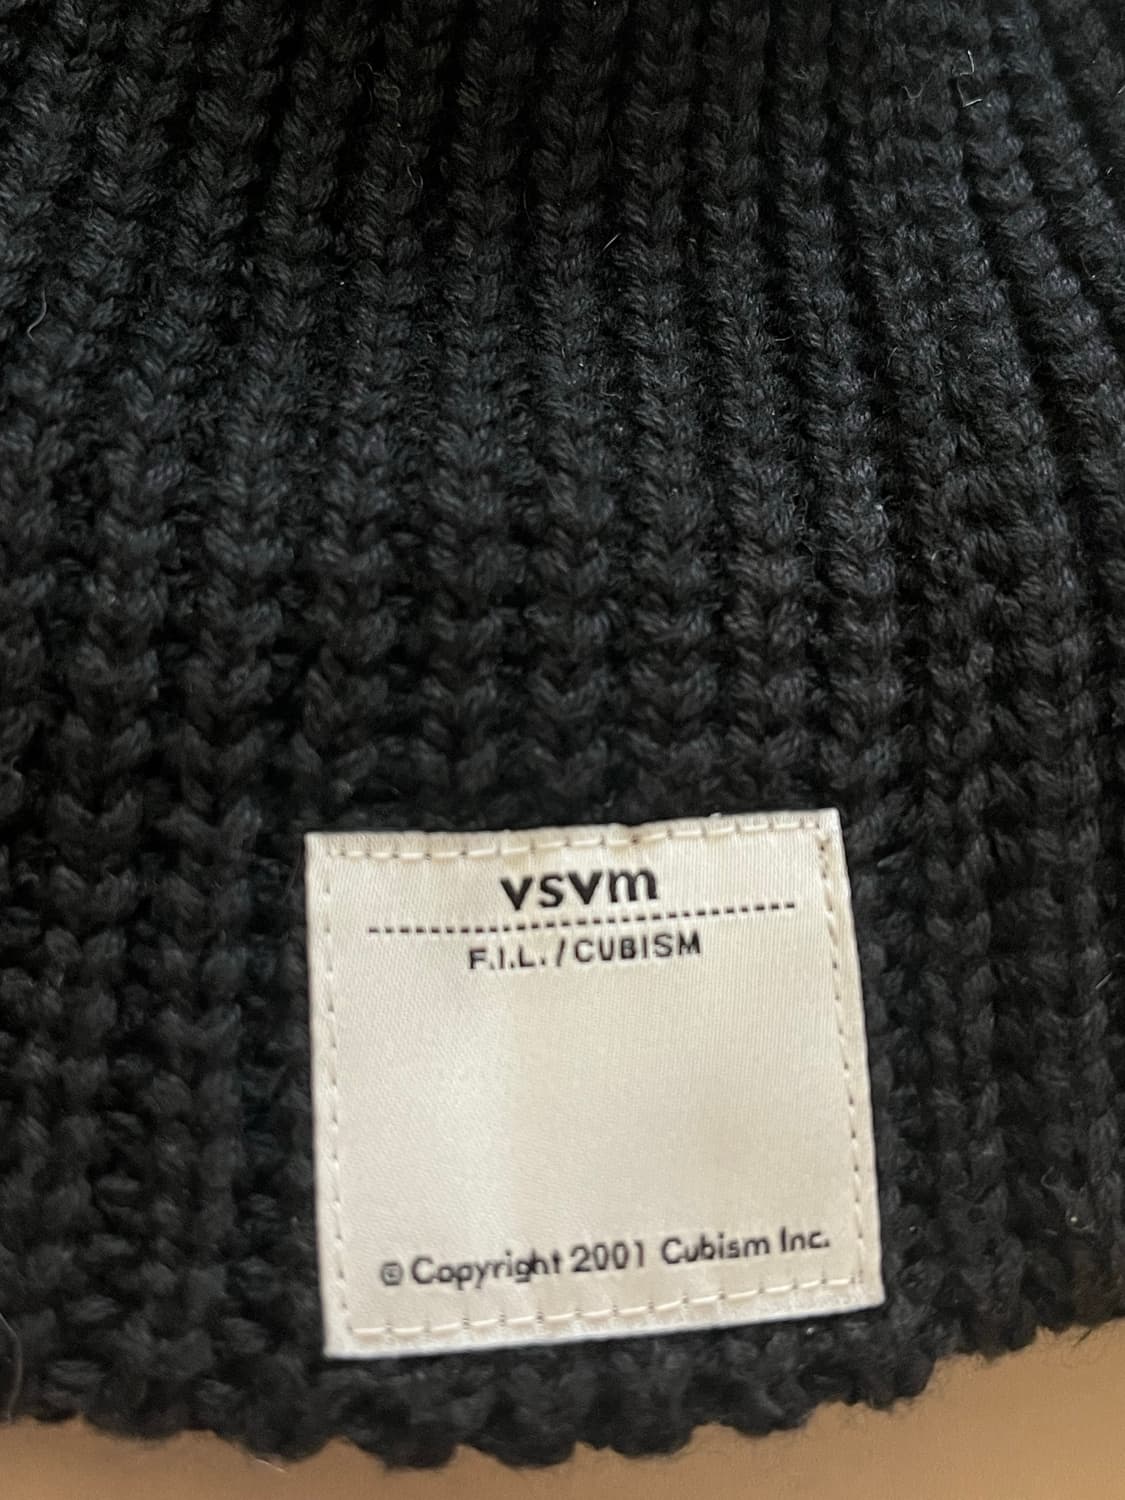 vsvm
F.I.L./CUBISM
© Copyright 2001 Cubism Inc.